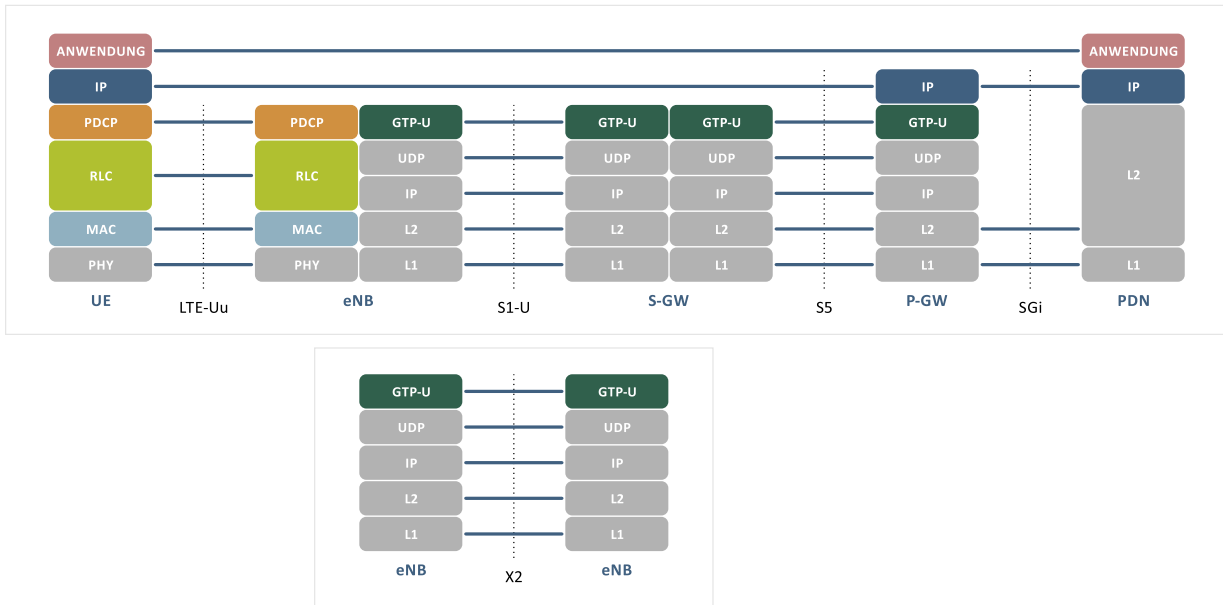 ANWENDUNG ANWENDUNG
IP IP IP
PDCP PDCP GTP-U GTP-U GTP-U GTP-U
UDP UDP UDP UDP
RLC RLC L2
IP IP IP IP
MAC MAC L2 L2 L2 L2
PHY PHY L1 L1 L1 L1 L1
UE eNB S-GW P-GW PDN
LTE-Uu S1-U S5 SGi
GTP-U GTP-U
UDP UDP
IP IP
L2 L2
L1 L1
eNB eNB
X2